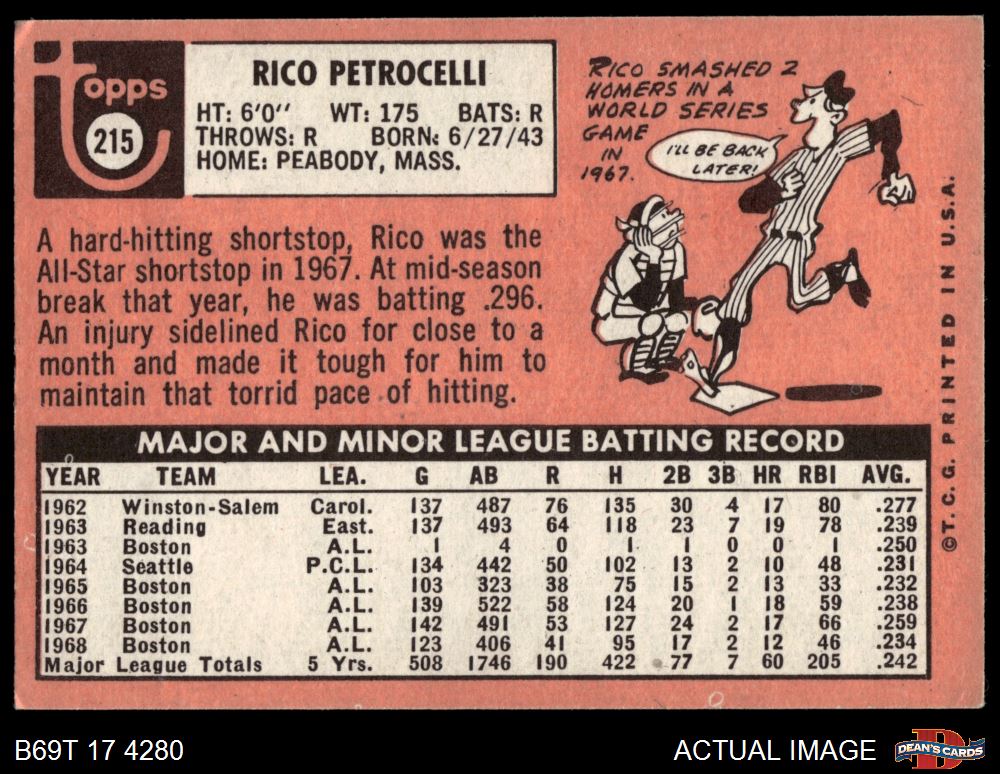 Topps
215
RICO PETROCELLI
HT: 6'0" WT: 175 BATS: R
THROWS: R BORN: 6/27/43
HOME: PEABODY, MASS.
RICO SMASHED 2
HOMERS IN A
WORLD SERIES
GAME
IN
1967.
I'LL BE BACK
LATER!
A hard-hitting shortstop, Rico was the
All-Star shortstop in 1967. At mid-season
break that year, he was batting .296.
An injury sidelined Rico for close to a
month and made it tough for him to
maintain that torrid pace of hitting.
©T.C.G. PRINTED IN U.S.A.
MAJOR AND MINOR LEAGUE BATTING RECORD
YEAR TEAM LEA. G AB R H 2B 3B HR RBI AVG.
1962 Winston-Salem Carol. 137 487 76 135 30 4 17 80 .277
1963 Reading East. 137 493 64 118 23 7 19 78 .239
1963 Boston A.L. 1 4 0 1 1 0 0 1 .250
1964 Seattle P.C.L. 134 442 50 102 13 2 10 48 .231
1965 Boston A.L. 103 323 38 75 15 2 13 33 .232
1966 Boston A.L. 139 522 58 124 20 1 18 59 .238
1967 Boston A.L. 142 491 53 127 24 2 17 66 .259
1968 Boston A.L. 123 406 41 95 17 2 12 46 .234
Major League Totals 5 Yrs. 508 1746 190 422 77 7 60 205 .242
B69T 17 4280
ACTUAL IMAGE
D
DEAN'S CARDS